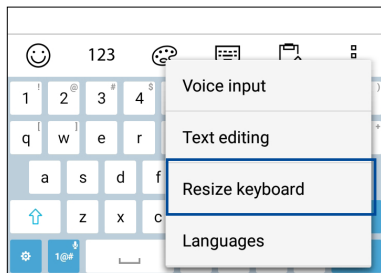 123
1 ! 2 @ 3 # 4 $ )
Voice input
q [ w ] e r +
Text editing
a s d f
Resize keyboard
z x c
1@#
Languages